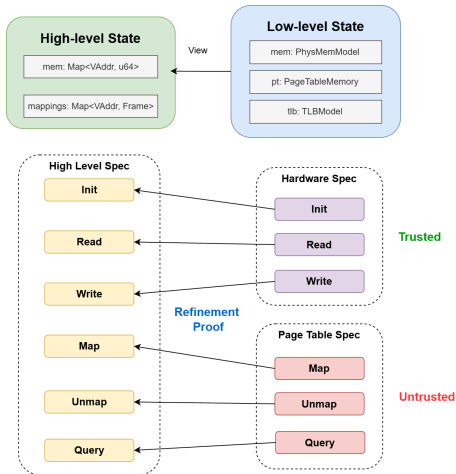 High-level State
mem: Map<VAddr, u64>
mappings: Map<VAddr, Frame>
View
Low-level State
mem: PhysMemModel
pt: PageTableMemory
tlb: TLBModel
High Level Spec
Init
Read
Write
Map
Unmap
Query
Refinement
Proof
Hardware Spec
Init
Read
Write
Trusted
Page Table Spec
Map
Unmap
Query
Untrusted